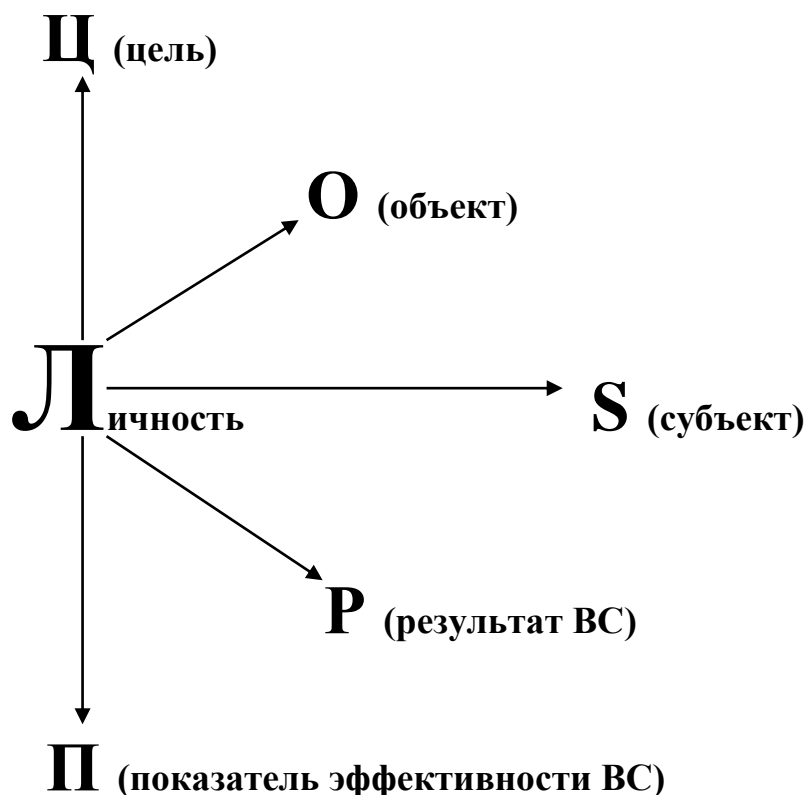 Ц (цель)
О (объект)
Личность
S (субъект)
Р (результат ВС)
П (показатель эффективности ВС)